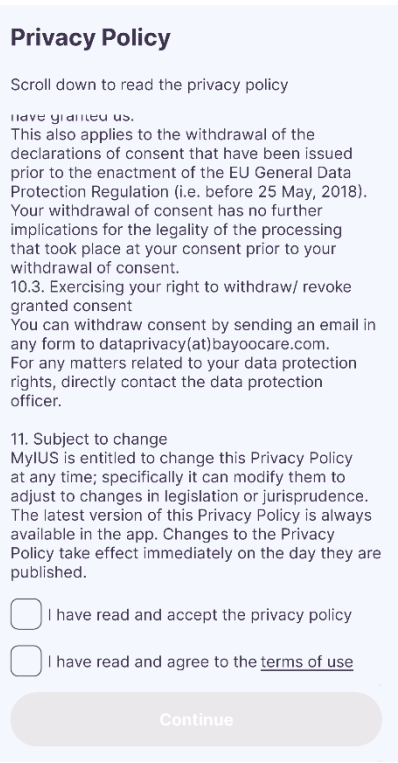 Privacy Policy
Scroll down to read the privacy policy
have granted us.
This also applies to the withdrawal of the
declarations of consent that have been issued
prior to the enactment of the EU General Data
Protection Regulation (i.e. before 25 May, 2018).
Your withdrawal of consent has no further
implications for the legality of the processing
that took place at your consent prior to your
withdrawal of consent.
10.3. Exercising your right to withdraw/ revoke
granted consent
You can withdraw consent by sending an email in
any form to dataprivacy(at)bayoocare.com.
For any matters related to your data protection
rights, directly contact the data protection
officer.
11. Subject to change
MyIUS is entitled to change this Privacy Policy
at any time; specifically it can modify them to
adjust to changes in legislation or jurisprudence.
The latest version of this Privacy Policy is always
available in the app. Changes to the Privacy
Policy take effect immediately on the day they are
published.
I have read and accept the privacy policy
I have read and agree to the terms of use
Continue